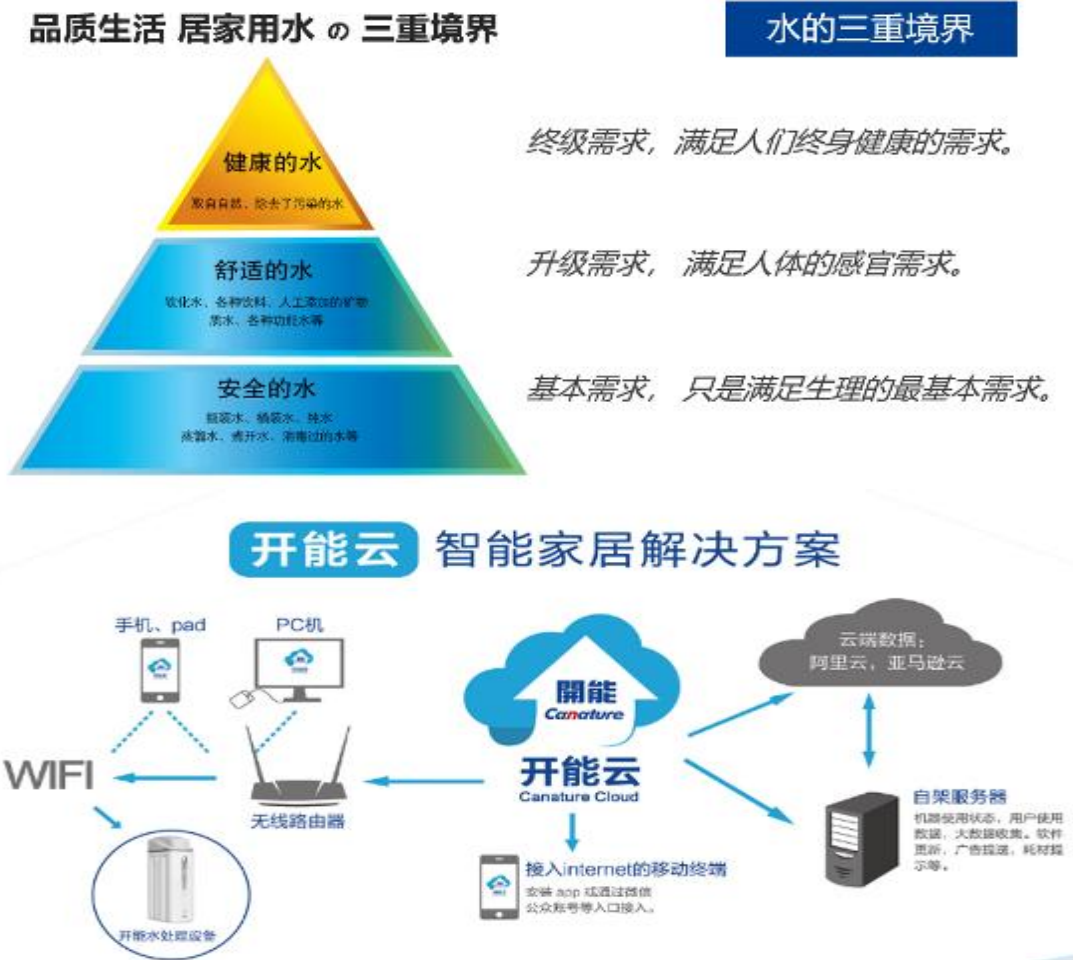 品质生活 居家用水 の 三重境界
水的三重境界
健康的水
取自自然、除去了污染的水
终级需求，满足人们终身健康的需求。
舒适的水
软化水、各种饮料、人工添加的矿物
质水、各种功能水等
升级需求， 满足人体的感官需求。
安全的水
瓶装水、桶装水、纯水
蒸馏水、煮开水、消毒过的水等
基本需求， 只是满足生理的最基本需求。
开能云 智能家居解决方案
手机、pad
PC机
WIFI
无线路由器
开能水处理设备
開能
Canature
开能云
Canature Cloud
接入internet的移动终端
安装 app 或通过微信
公众账号等入口接入。
云端数据：
阿里云，亚马逊云
自架服务器
机器使用状态、用户使用
数据、大数据收集。软件
更新、广告推送、耗材提
示等。